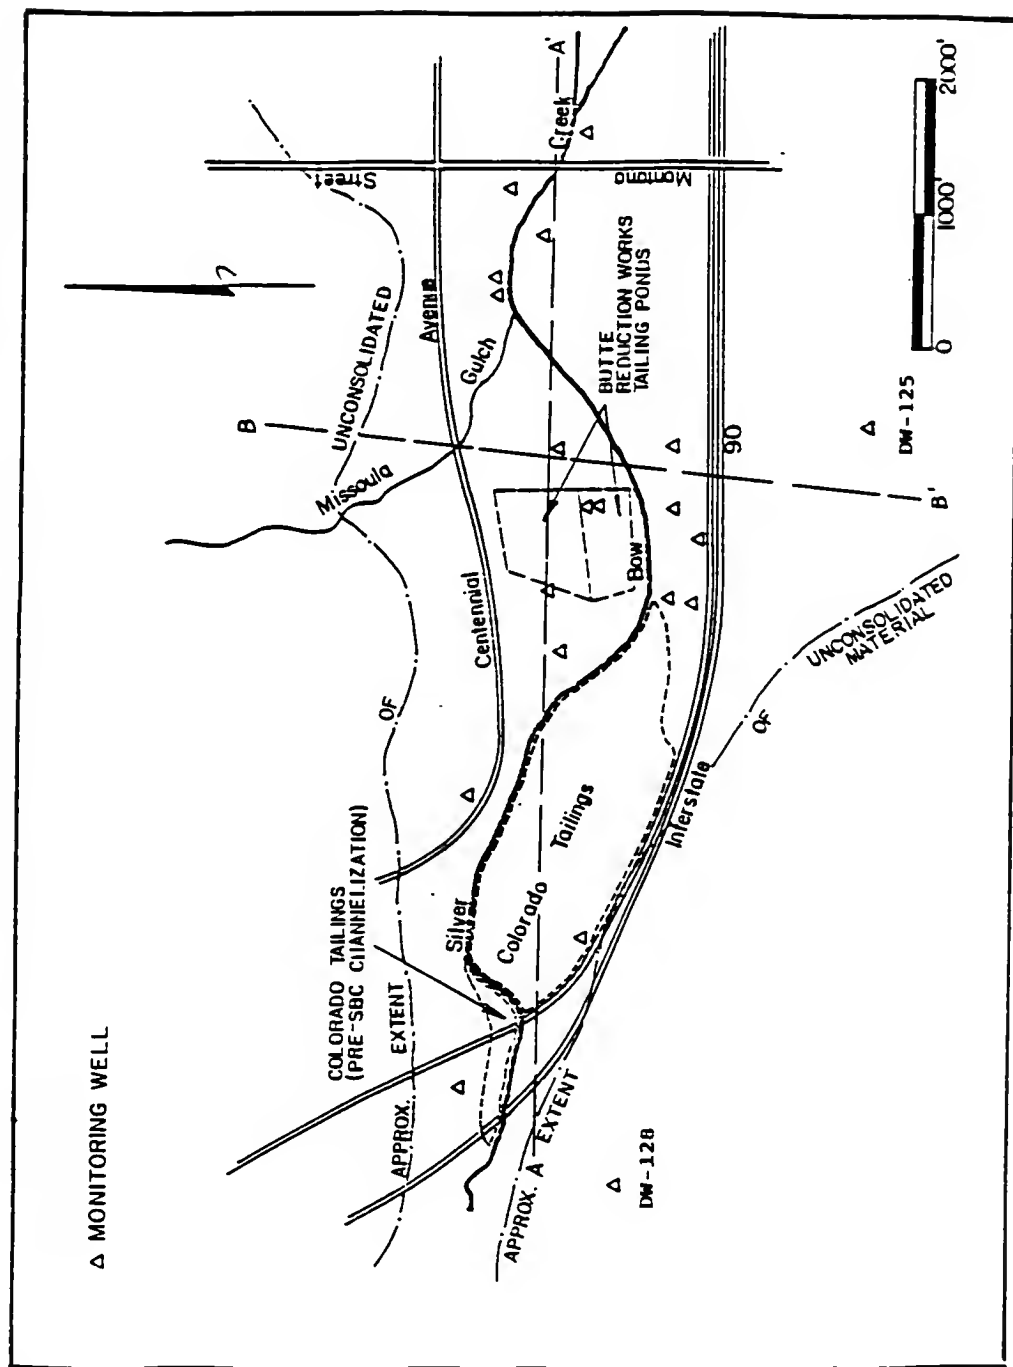 △ MONITORING WELL
COLORADO TAILINGS
(PRE-SBC CHANNELIZATION)
APPROX.
EXTENT
OF
UNCONSOLIDATED
Missoula
Gulch
Centennial
Avenue
Street
Montana
B
B'
A
A'
Silver
Bow
Creek
Colorado
Tailings
BUTTE
REDUCTION WORKS
TAILING PONDS
Interstate
90
APPROX.
EXTENT
OF
UNCONSOLIDATED
MATERIAL
DW-128
DW-125
0
1000'
2000'